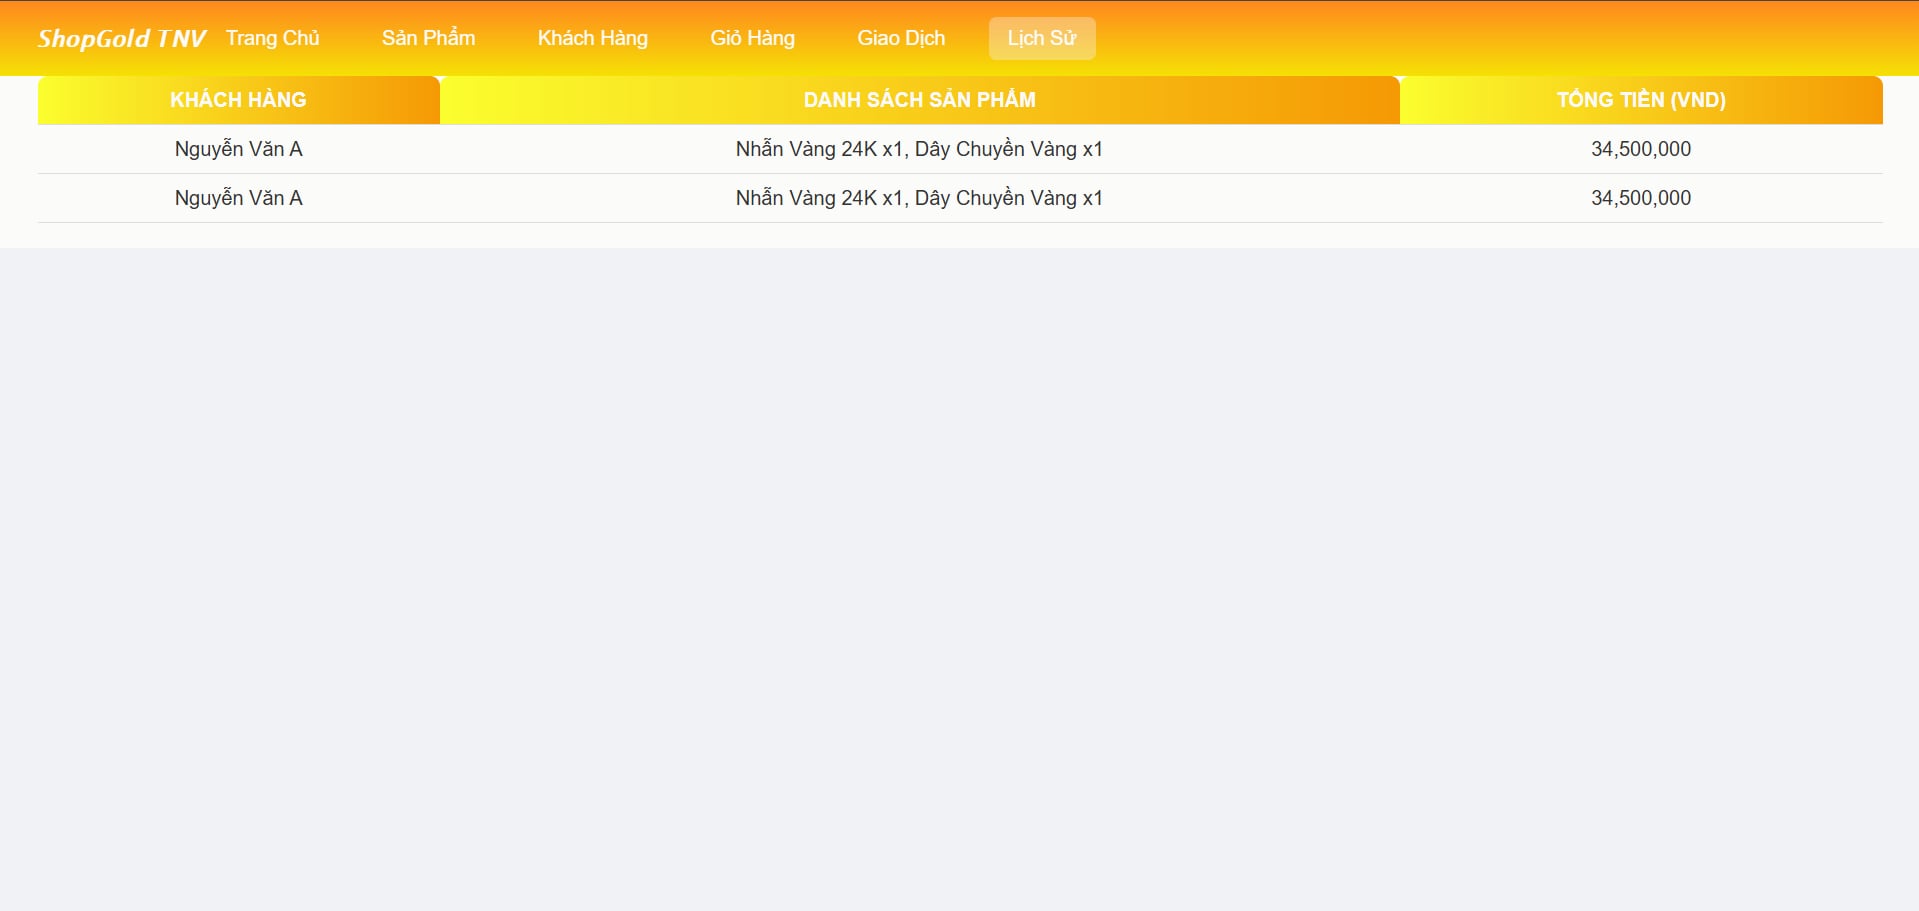 ShopGold TNV Trang Chủ Sản Phẩm Khách Hàng Giỏ Hàng Giao Dịch Lịch Sử
KHÁCH HÀNG DANH SÁCH SẢN PHẨM TỔNG TIỀN (VND)
Nguyễn Văn A Nhẫn Vàng 24K x1, Dây Chuyền Vàng x1 34,500,000
Nguyễn Văn A Nhẫn Vàng 24K x1, Dây Chuyền Vàng x1 34,500,000